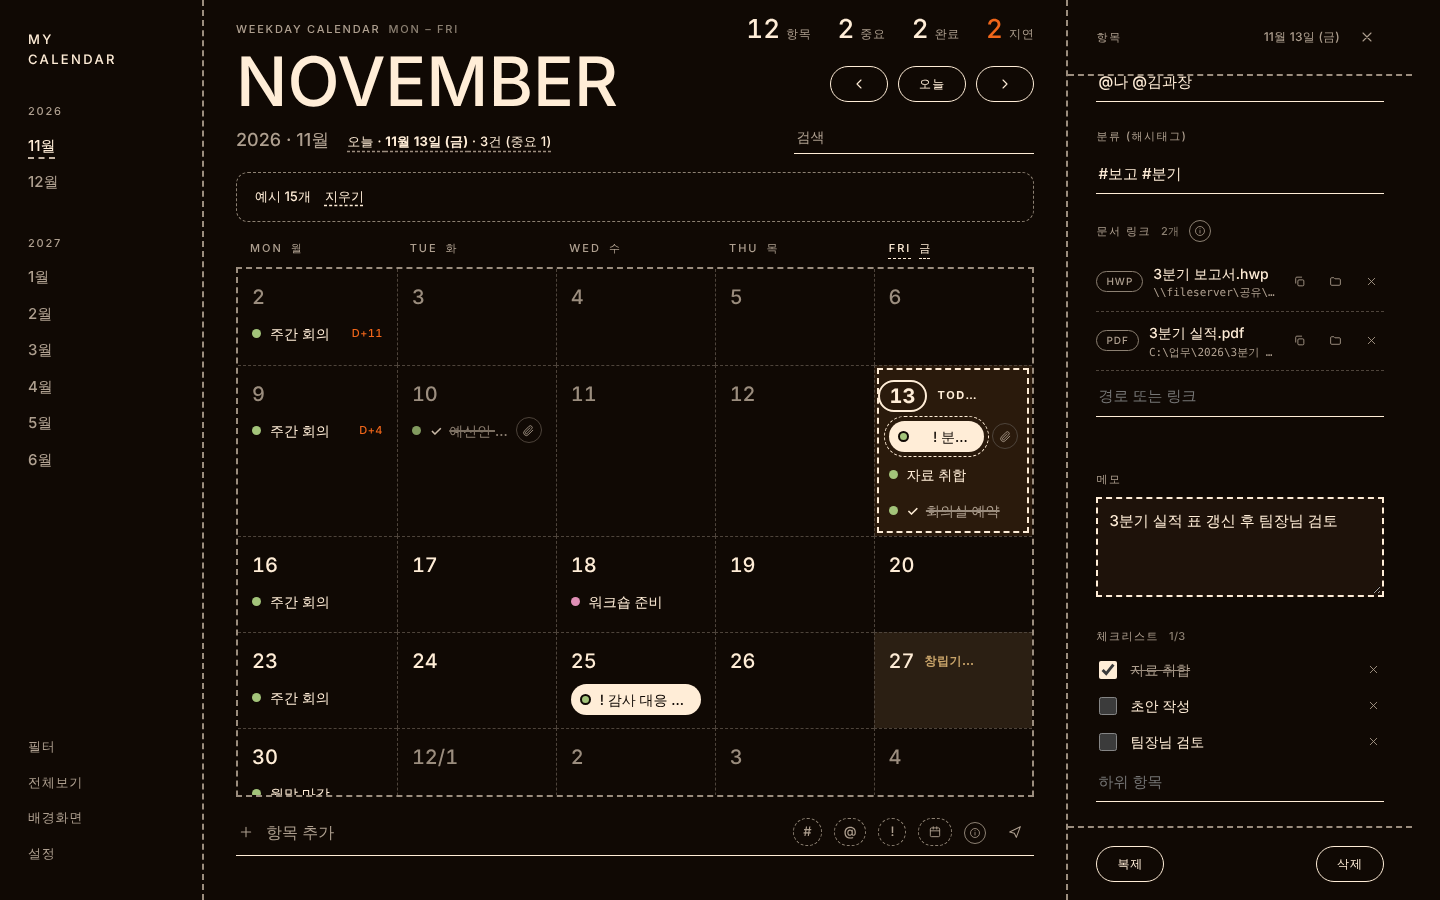 MY
CALENDAR
2026
11월
12월
2027
1월
2월
3월
4월
5월
6월
필터
전체보기
배경화면
설정
WEEKDAY CALENDAR MON – FRI
12 항목 2 중요 2 완료 2 지연
NOVEMBER
오늘
2026 · 11월 오늘 · 11월 13일 (금) · 3건 (중요 1)
검색
예시 15개 지우기
MON 월 TUE 화 WED 수 THU 목 FRI 금
2 3 4 5 6
주간 회의 D+11
9 10 11 12 13 TOD...
주간 회의 D+4 예산안 ... ! 분...
자료 취합
회의실 예약
16 17 18 19 20
주간 회의 워크숍 준비
23 24 25 26 27 창립기...
주간 회의 ! 감사 대응 ...
30 12/1 2 3 4
월말 마감
+ 항목 추가 # @ !
항목 11월 13일 (금)
@나 @김과장
분류 (해시태그)
#보고 #분기
문서 링크 2개
HWP 3분기 보고서.hwp
\\fileserver\공유\…
PDF 3분기 실적.pdf
C:\업무\2026\3분기 …
경로 또는 링크
메모
3분기 실적 표 갱신 후 팀장님 검토
체크리스트 1/3
자료 취합
초안 작성
팀장님 검토
하위 항목
복제 삭제